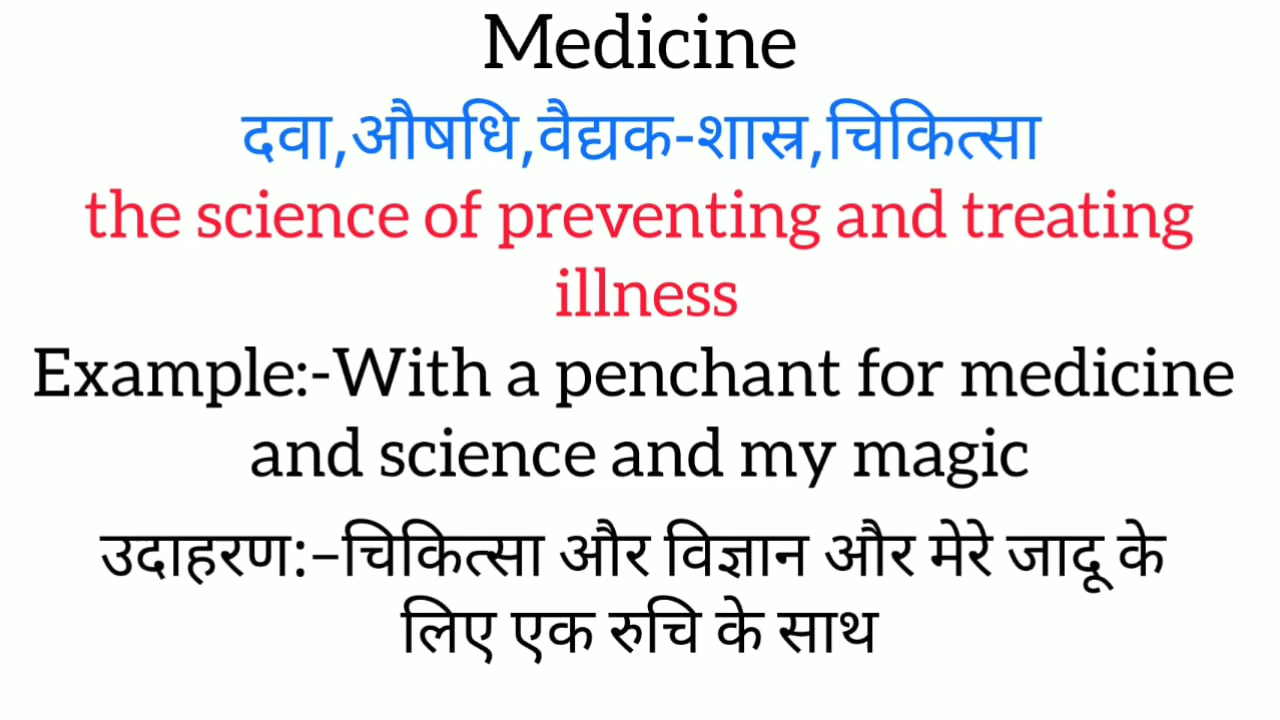 Medicine
दवा,औषधि,वैद्यक-शास्र,चिकित्सा
the science of preventing and treating
illness
Example:-With a penchant for medicine
and science and my magic
उदाहरण:–चिकित्सा और विज्ञान और मेरे जादू के
लिए एक रुचि के साथ